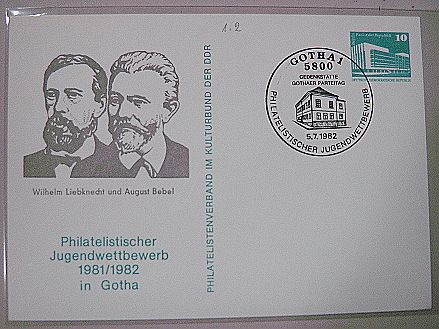 1.2
Wilhelm Liebknecht und August Bebel
Philatelistischer
Jugendwettbewerb
1981/1982
in Gotha
PHILATELISTENVERBAND IM KULTURBUND DER DDR
GOTHA 1
5800
GEDENKSTÄTTE
GOTHAER PARTEITAG
PHILATELISTISCHER JUGENDWETTBEWERB
5.7.1982
10